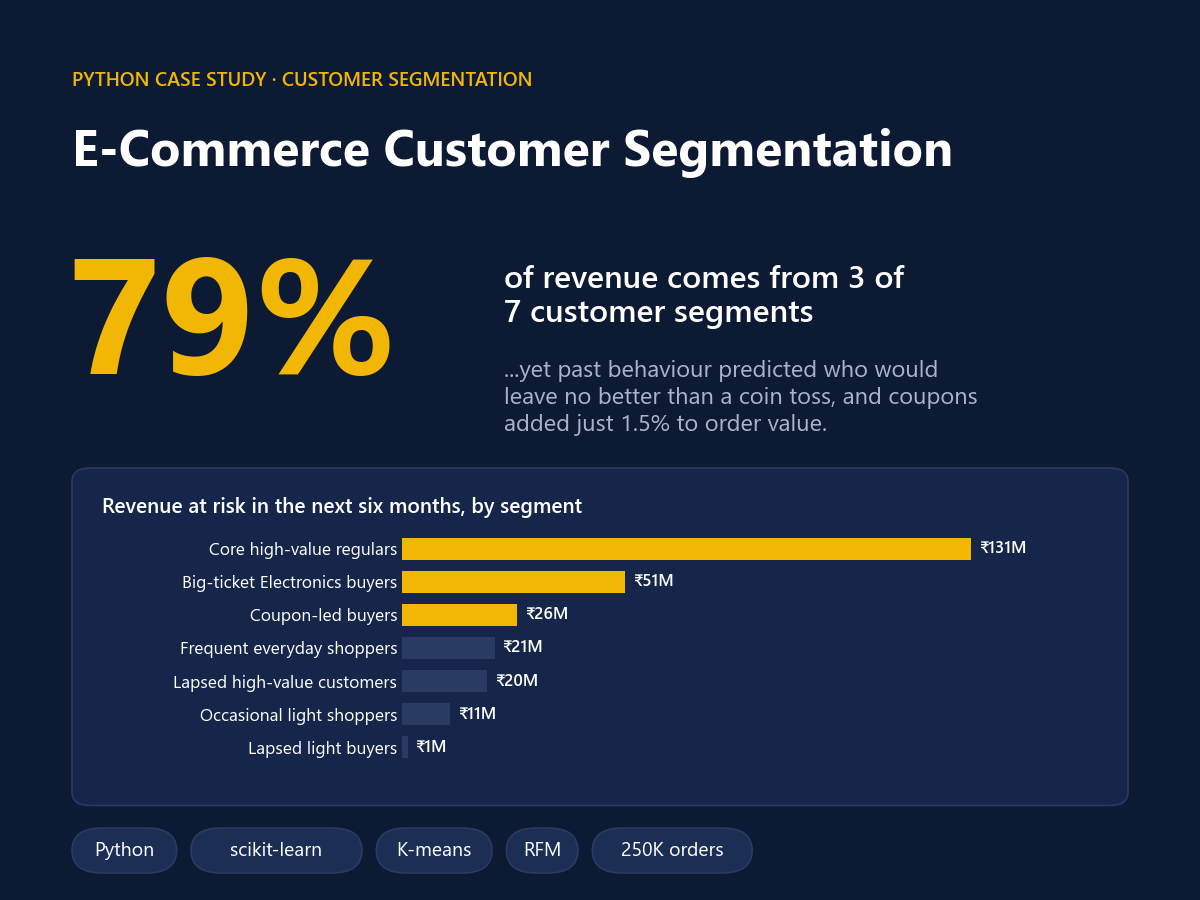 PYTHON CASE STUDY · CUSTOMER SEGMENTATION
E-Commerce Customer Segmentation
79%
of revenue comes from 3 of
7 customer segments
...yet past behaviour predicted who would
leave no better than a coin toss, and coupons
added just 1.5% to order value.
Revenue at risk in the next six months, by segment
Core high-value regulars ₹131M
Big-ticket Electronics buyers ₹51M
Coupon-led buyers ₹26M
Frequent everyday shoppers ₹21M
Lapsed high-value customers ₹20M
Occasional light shoppers ₹11M
Lapsed light buyers ₹1M
Python scikit-learn K-means RFM 250K orders